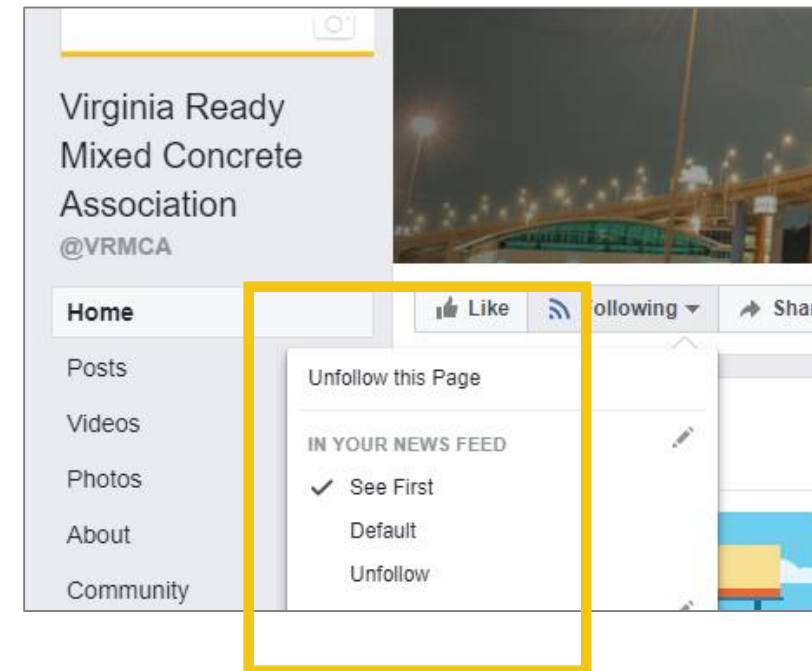 Virginia Ready
Mixed Concrete
Association
@VRMCA
Home
Posts
Videos
Photos
About
Community
Like
Following
Unfollow this Page
IN YOUR NEWS FEED
See First
Default
Unfollow